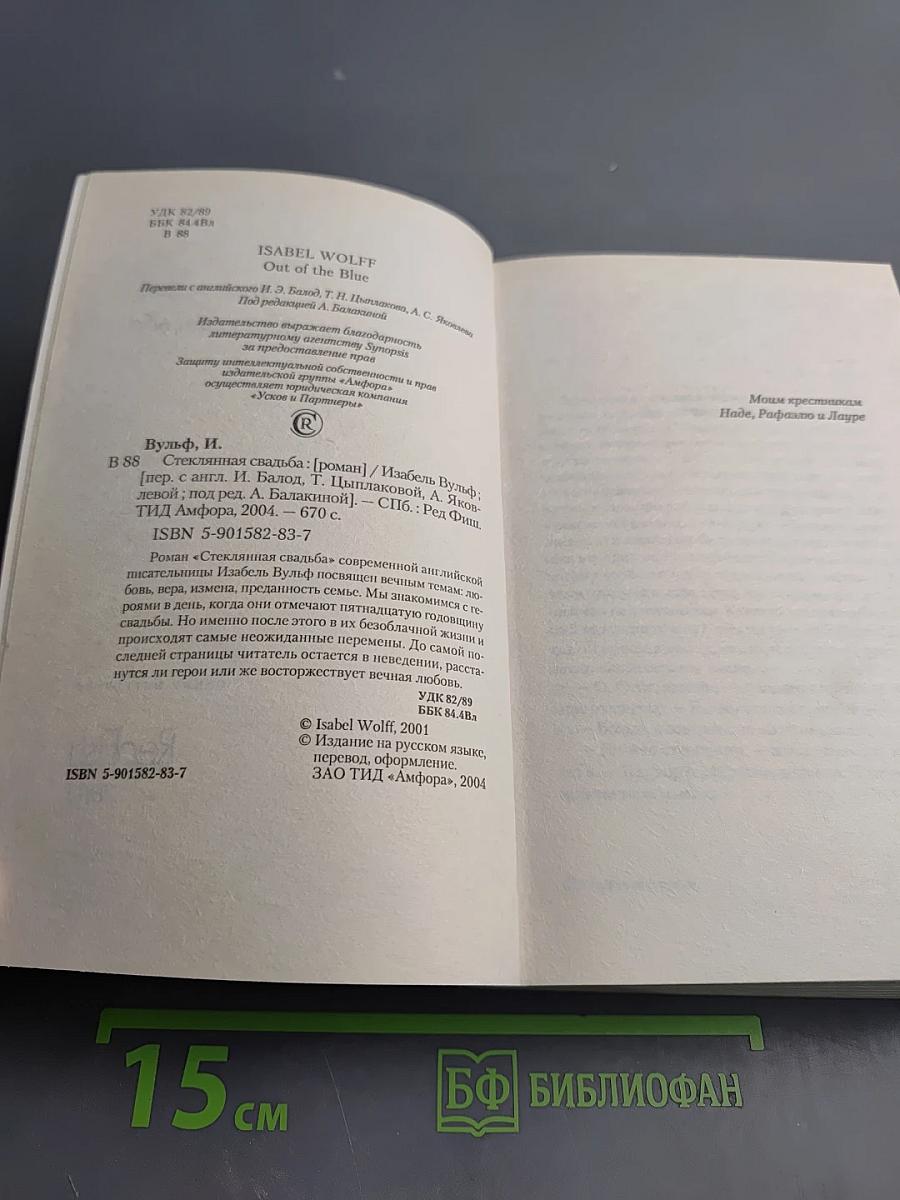 УДК 82/89
ББК 84.4Вл
В 88
ISABEL WOLFF
Out of the Blue
Перевели с английского И. Э. Балод, Т. Н. Цыплакова, А. С. Яковлева
Под редакцией А. Балакиной
Издательство выражает благодарность
литературному агентству Synopsis
за предоставление прав
Защиту интеллектуальной собственности и прав
издательской группы «Амфора»
осуществляет юридическая компания
«Усков и Партнеры»
Вульф, И.
В 88 Стеклянная свадьба : [роман] / Изабель Вульф ;
[пер. с англ. И. Балод, Т. Цыплаковой, А. Яков-
левой ; под ред. А. Балакиной]. — СПб. : Ред Фиш.
ТИД Амфора, 2004. — 670 с.
ISBN 5-901582-83-7
Роман «Стеклянная свадьба» современной английской
писательницы Изабель Вульф посвящен вечным темам: лю-
бовь, вера, измена, преданность семье. Мы знакомимся с ге-
роями в день, когда они отмечают пятнадцатую годовщину
свадьбы. Но именно после этого в их безоблачной жизни и
происходят самые неожиданные перемены. До самой по-
следней страницы читатель остается в неведении, расста-
нутся ли герои или же восторжествует вечная любовь.
УДК 82/89
ББК 84.4Вл
© Isabel Wolff, 2001
© Издание на русском языке,
перевод, оформление.
ЗАО ТИД «Амфора», 2004
ISBN 5-901582-83-7
Моим крестникам
Наде, Рафаэлю и Лауре
15 см
БФ БИБЛИОФАН